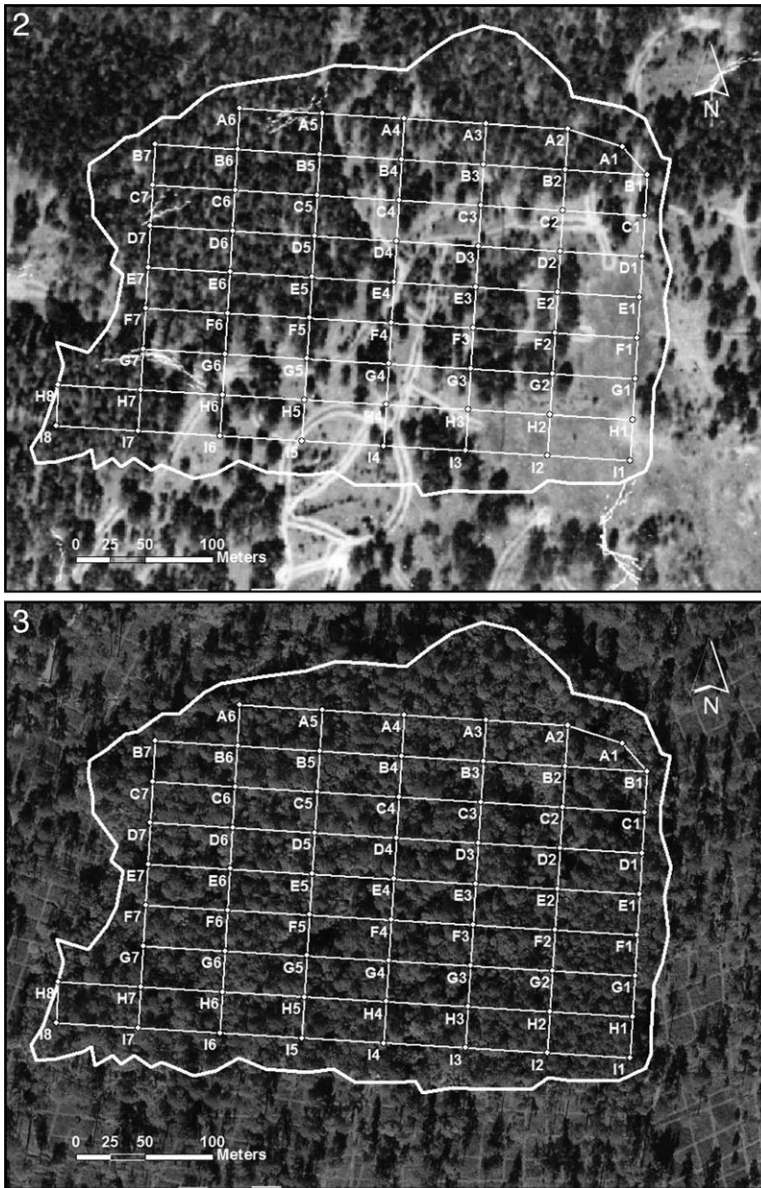 2
N
A6 A5 A4 A3 A2 A1
B7 B6 B5 B4 B3 B2 B1
C7 C6 C5 C4 C3 C2 C1
D7 D6 D5 D4 D3 D2 D1
E7 E6 E5 E4 E3 E2 E1
F7 F6 F5 F4 F3 F2 F1
G7 G6 G5 G4 G3 G2 G1
H8 H7 H6 H5 H4 H3 H2 H1
I8 I7 I6 I5 I4 I3 I2 I1
0 25 50 100
Meters
3
N
A6 A5 A4 A3 A2 A1
B7 B6 B5 B4 B3 B2 B1
C7 C6 C5 C4 C3 C2 C1
D7 D6 D5 D4 D3 D2 D1
E7 E6 E5 E4 E3 E2 E1
F7 F6 F5 F4 F3 F2 F1
G7 G6 G5 G4 G3 G2 G1
H8 H7 H6 H5 H4 H3 H2 H1
I8 I7 I6 I5 I4 I3 I2 I1
0 25 50 100
Meters